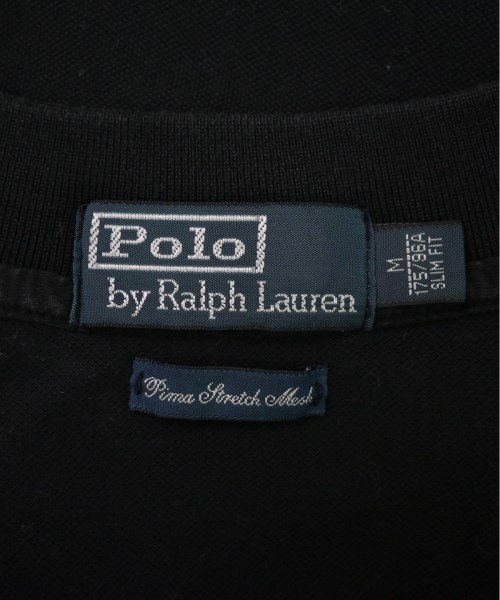 Polo
by Ralph Lauren
M
175/96A
SLIM FIT
Pima Stretch Mesh